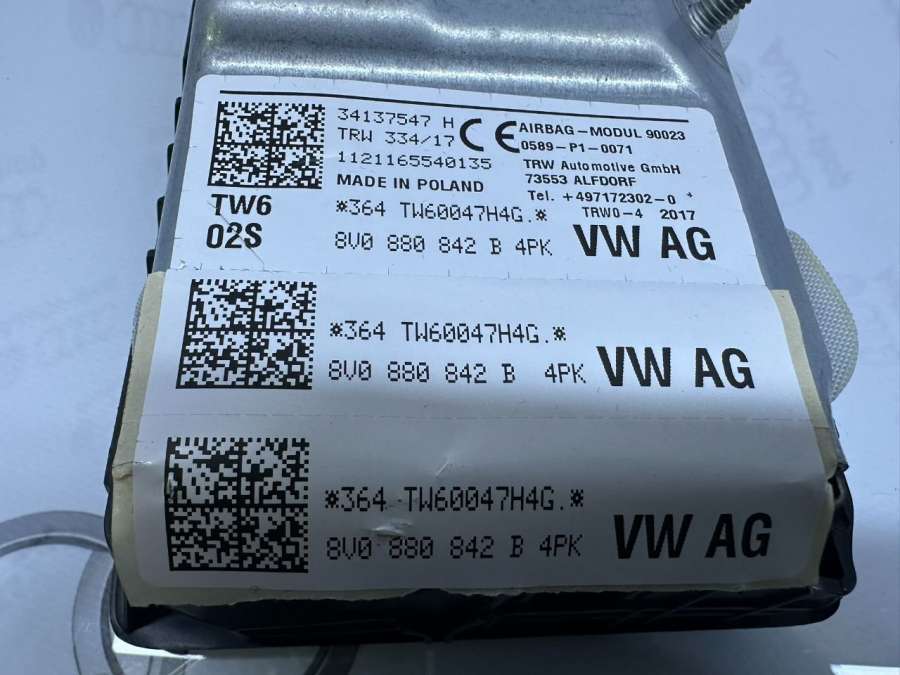 34137547 H
TRW 334/17
1121165540135
MADE IN POLAND
CE
AIRBAG-MODUL 90023
0589-P1-0071
TRW Automotive GmbH
73553 ALFDORF
Tel. +497172302-0 *
TRW0-4 2017
TW6
02S
*364 TW60047H4G.*
8V0 880 842 B 4PK VW AG
*364 TW60047H4G.*
8V0 880 842 B 4PK VW AG
*364 TW60047H4G.*
8V0 880 842 B 4PK VW AG